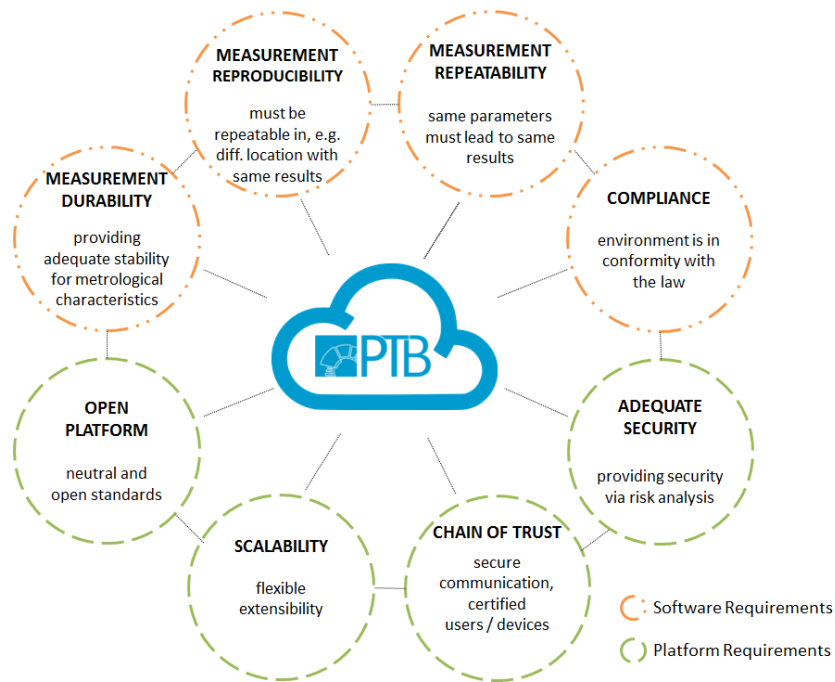 MEASUREMENT
REPRODUCIBILITY
must be
repeatable in, e.g.
diff. location with
same results
MEASUREMENT
REPEATABILITY
same parameters
must lead to same
results
MEASUREMENT
DURABILITY
providing
adequate stability
for metrological
characteristics
COMPLIANCE
environment is in
conformity with
the law
PTB
OPEN
PLATFORM
neutral and
open standards
ADEQUATE
SECURITY
providing security
via risk analysis
SCALABILITY
flexible
extensibility
CHAIN OF TRUST
secure
communication,
certified
users / devices
Software Requirements
Platform Requirements